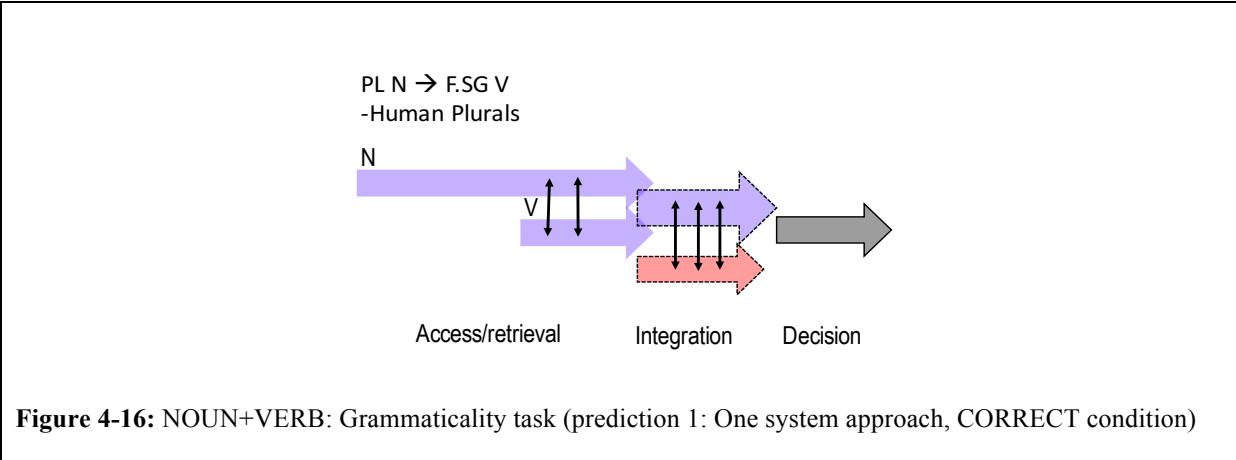 PL N → F.SG V
-Human Plurals
N
V
Access/retrieval Integration Decision
Figure 4-16: NOUN+VERB: Grammaticality task (prediction 1: One system approach, CORRECT condition)